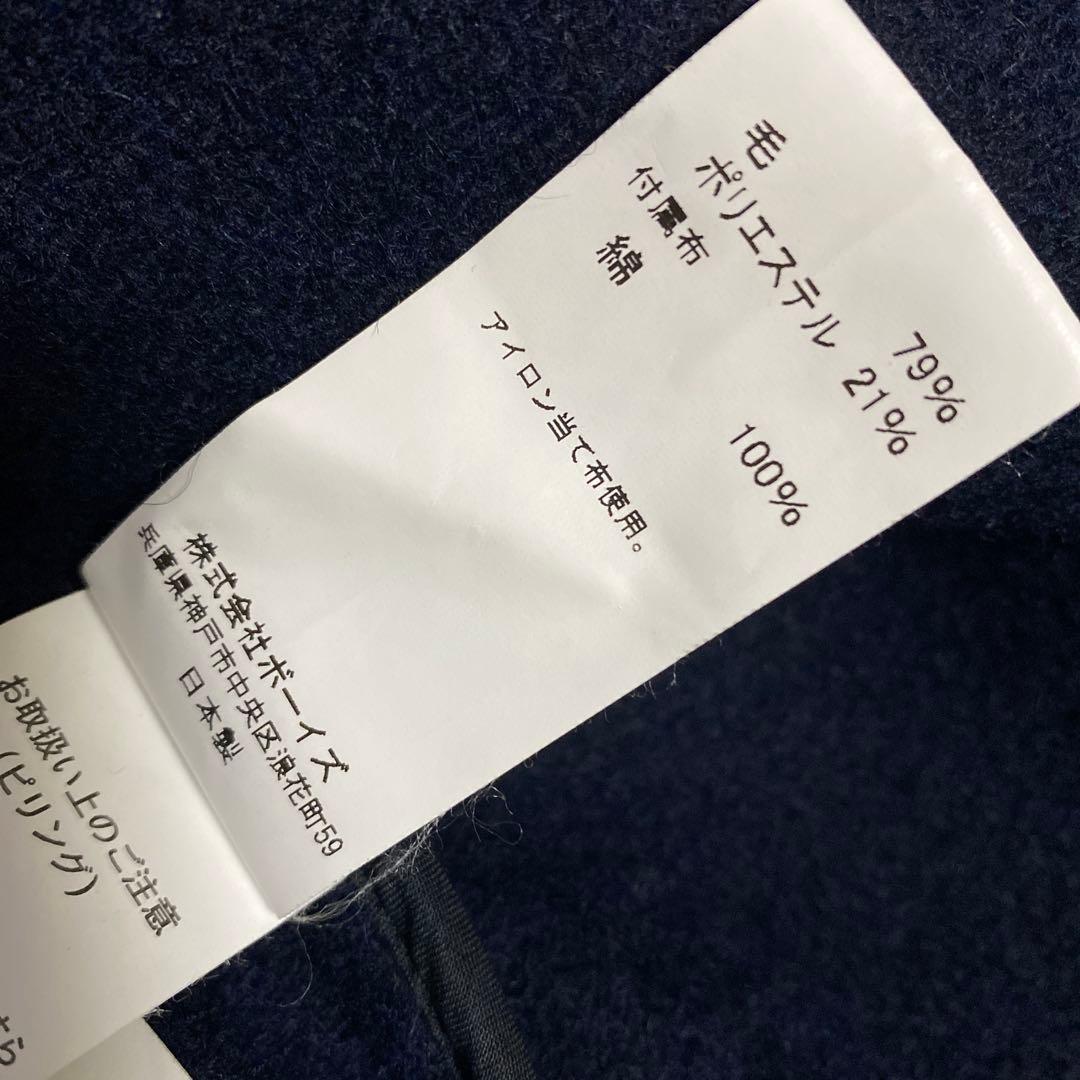 毛 79%
ポリエステル 21%
付属布
綿 100%
アイロン当て布使用。
株式会社ボーイズ
兵庫県神戸市中央区浪花町59
日本製
お取扱い上のご注意
（ピリング）
ちら